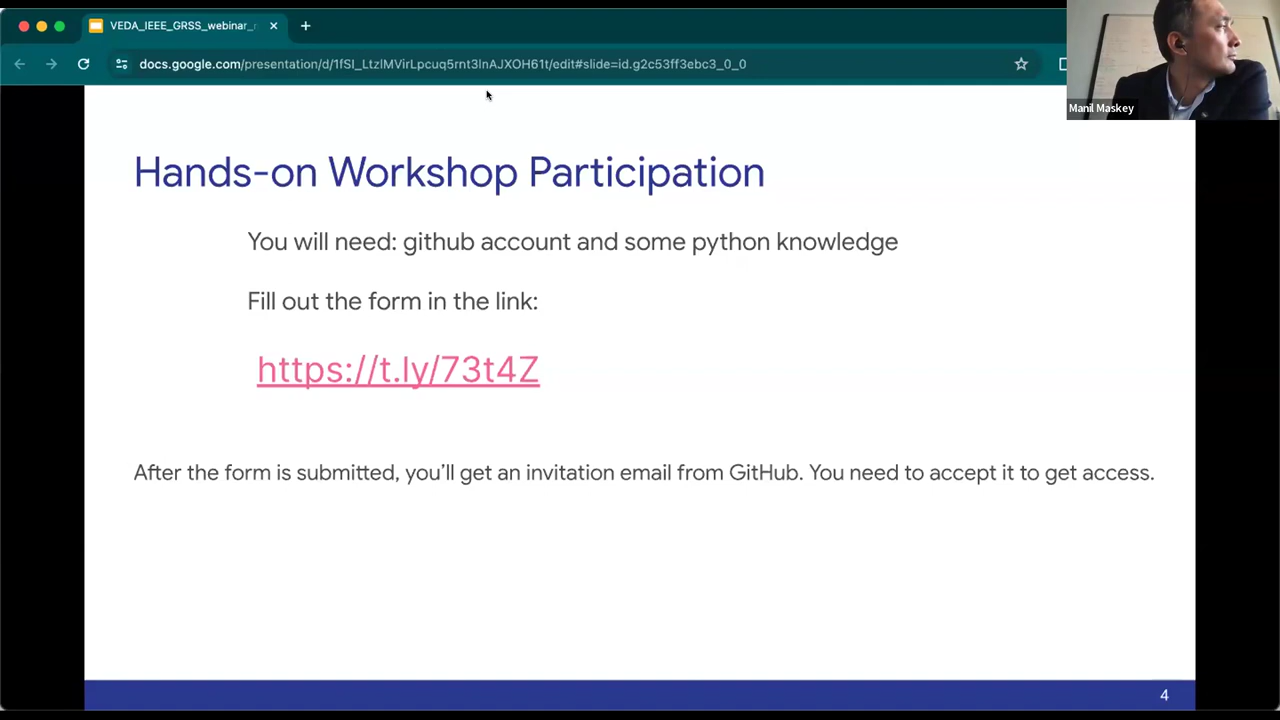 VEDA_IEEE_GRSS_webinar_
docs.google.com/presentation/d/1fSI_LtzIMVirLpcuq5rnt3lnAJXOH61t/edit#slide=id.g2c53ff3ebc3_0_0
Manil Maskey
Hands-on Workshop Participation
You will need: github account and some python knowledge
Fill out the form in the link:
https://t.ly/73t4Z
After the form is submitted, you'll get an invitation email from GitHub. You need to accept it to get access.
4